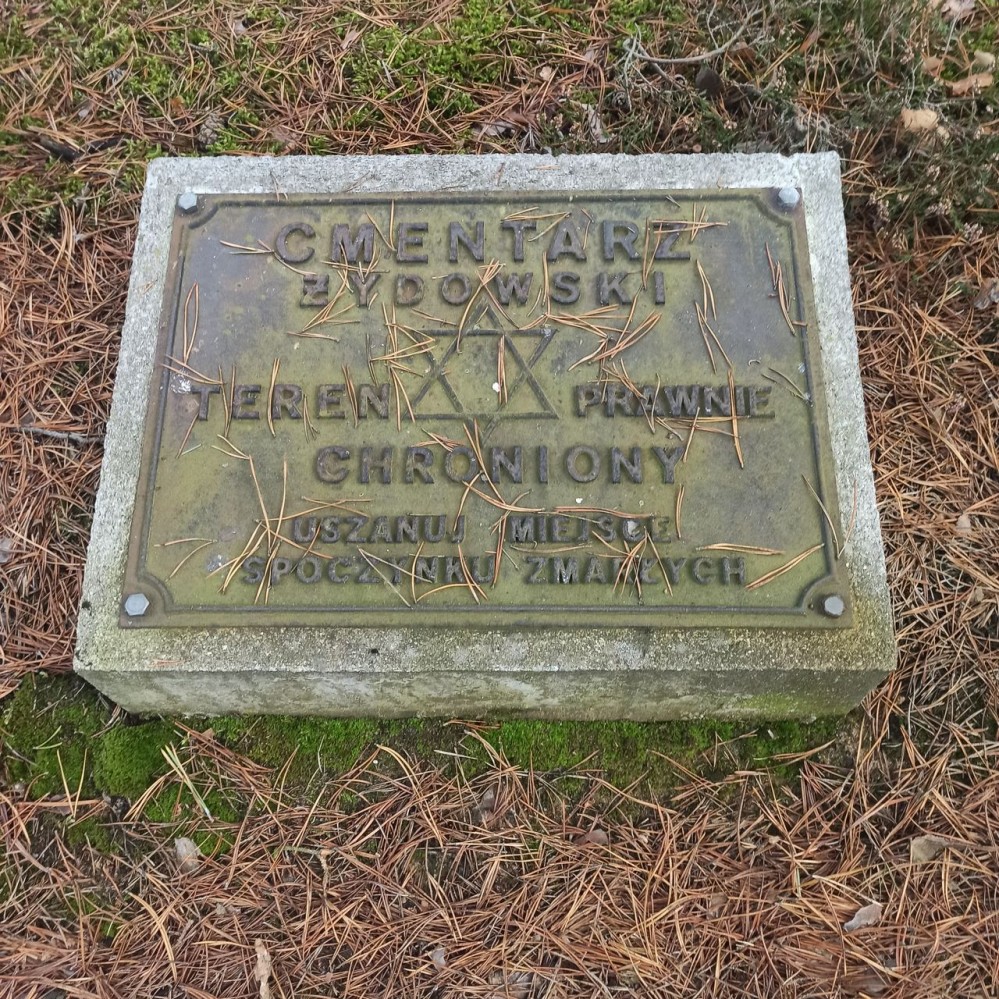 CMENTARZ
ŻYDOWSKI
TEREN PRAWNIE
CHRONIONY
USZANUJ MIEJSCE
SPOCZYNKU ZMARŁYCH